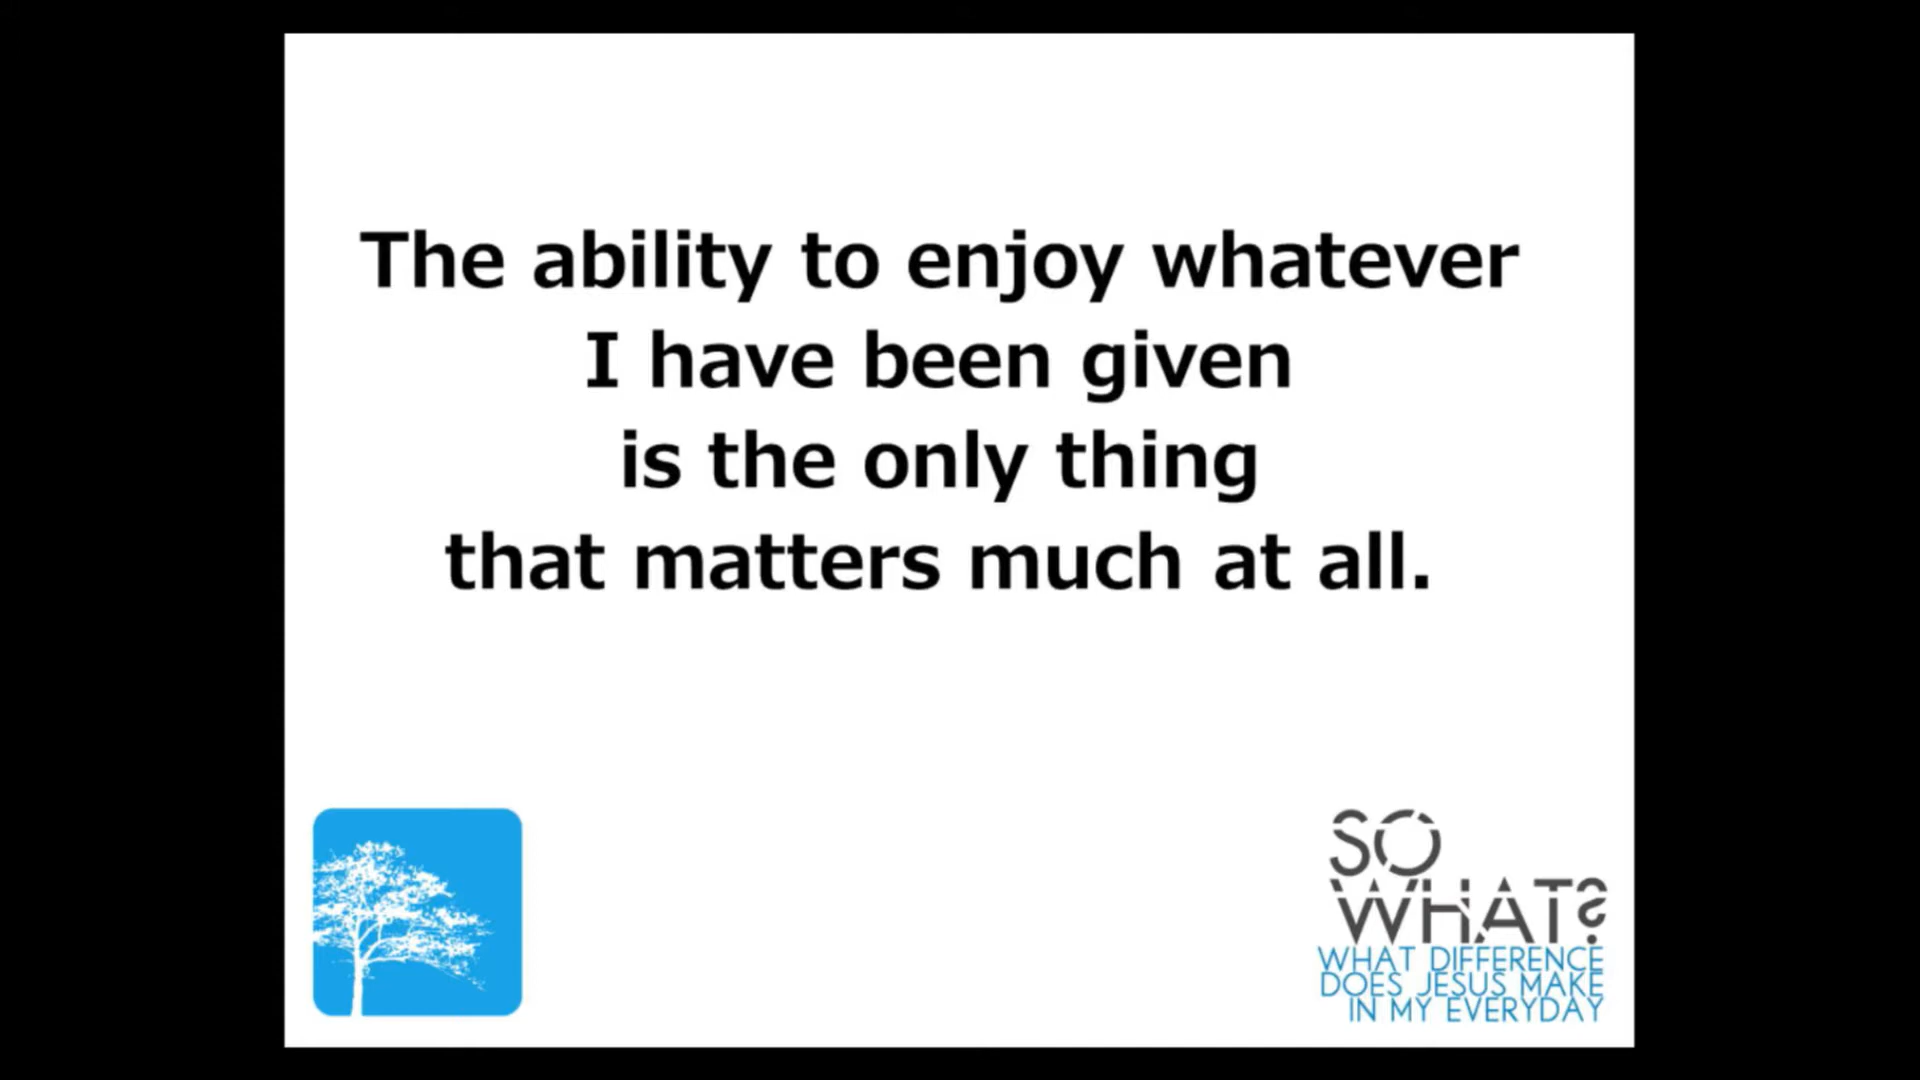 The ability to enjoy whatever
I have been given
is the only thing
that matters much at all.
SO
WHAT?
WHAT DIFFERENCE
DOES JESUS MAKE
IN MY EVERYDAY